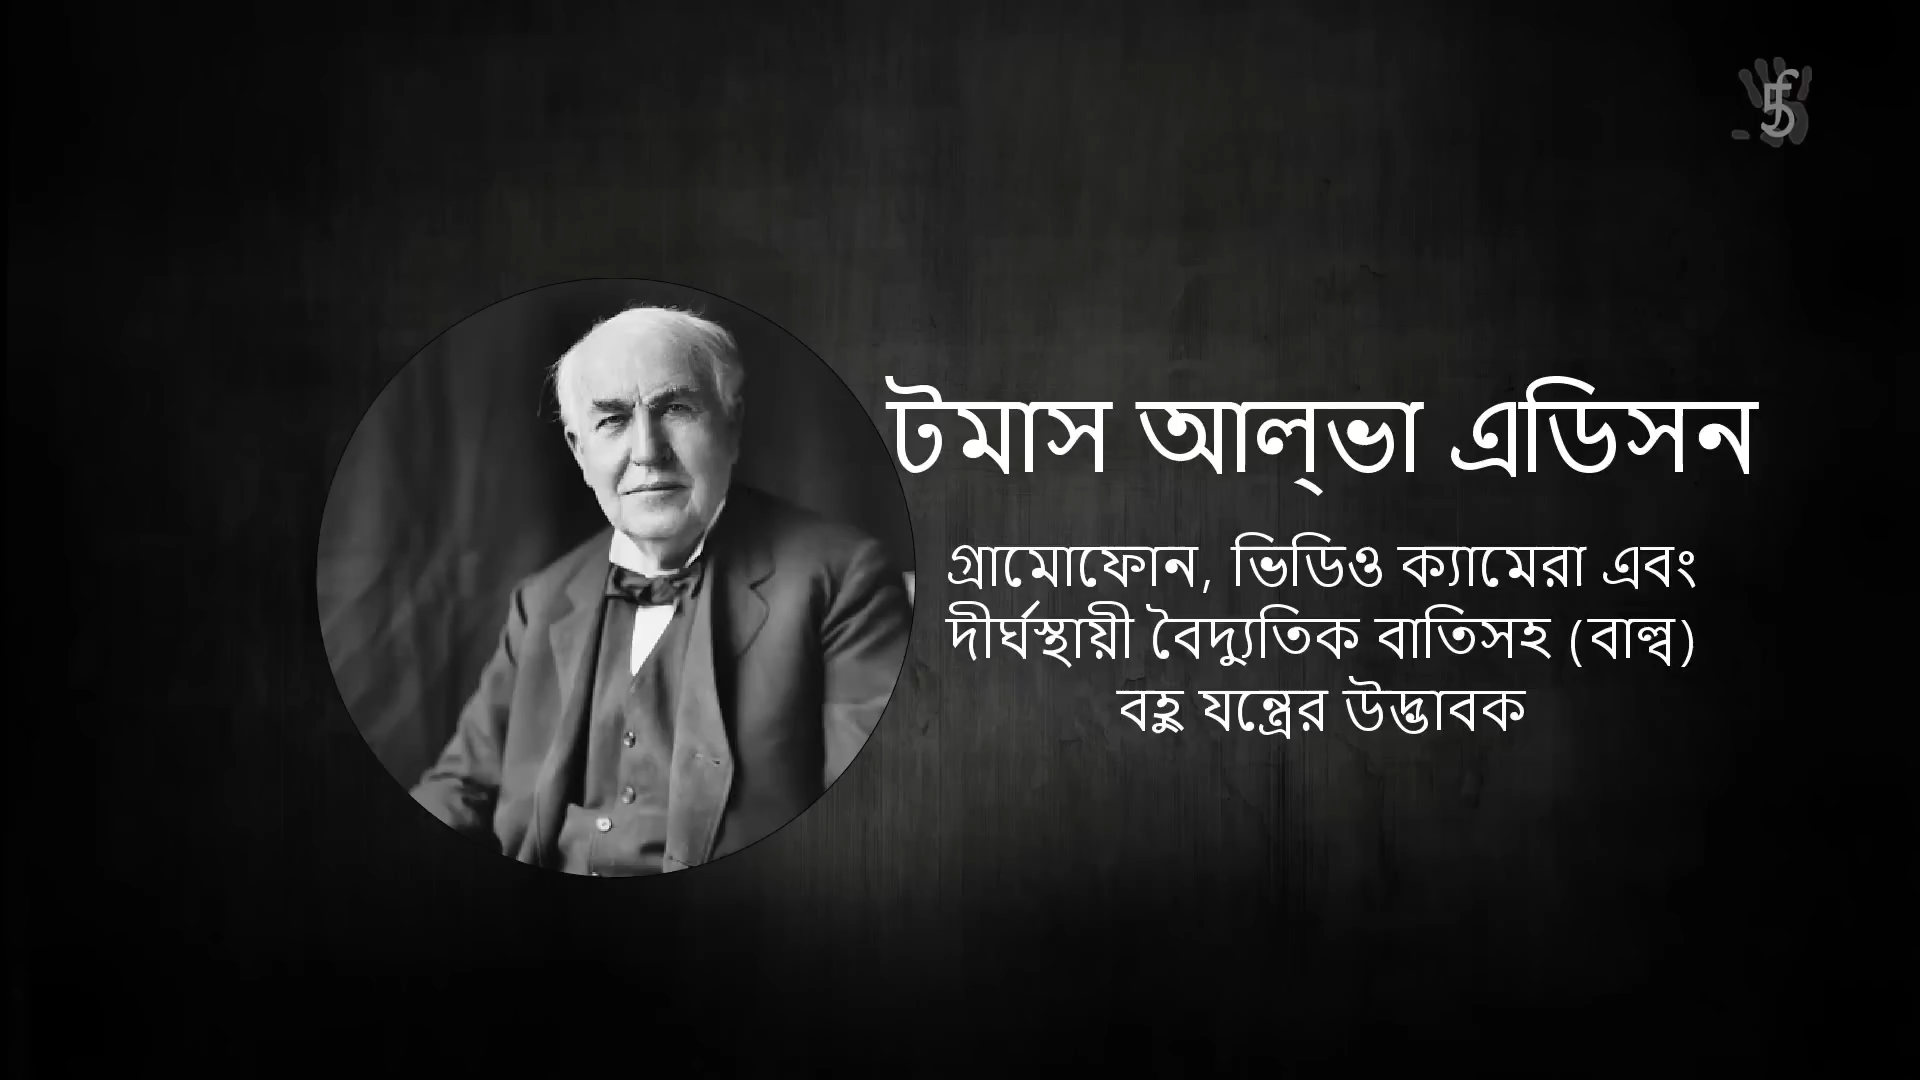 টমাস আল্‌ভা এডিসন
গ্রামোফোন, ভিডিও ক্যামেরা এবং
দীর্ঘস্থায়ী বৈদ্যুতিক বাতিসহ (বাল্ব)
বহু যন্ত্রের উদ্ভাবক